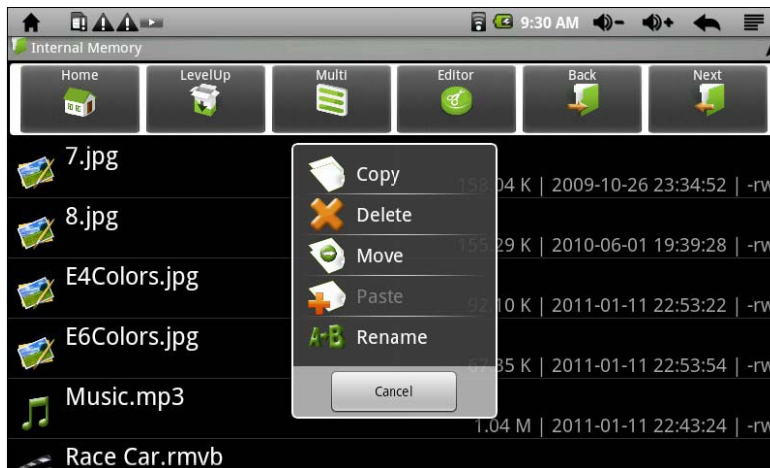 9:30 AM
Internal Memory
Home LevelUp Multi Editor Back Next
7.jpg
Copy
04 K | 2009-10-26 23:34:52 | -rw
Delete
8.jpg
Move
29 K | 2010-06-01 19:39:28 | -rw
E4Colors.jpg
Paste
92.10 K | 2011-01-11 22:53:22 | -rw
E6Colors.jpg
A-B Rename
67.85 K | 2011-01-11 22:53:54 | -rw
Music.mp3
Cancel
1.04 M | 2011-01-11 22:43:24 | -rw
Race Car.rmvb